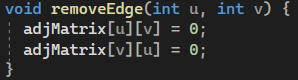 void removeEdge(int u, int v) {
  adjMatrix[u][v] = 0;
  adjMatrix[v][u] = 0;
}